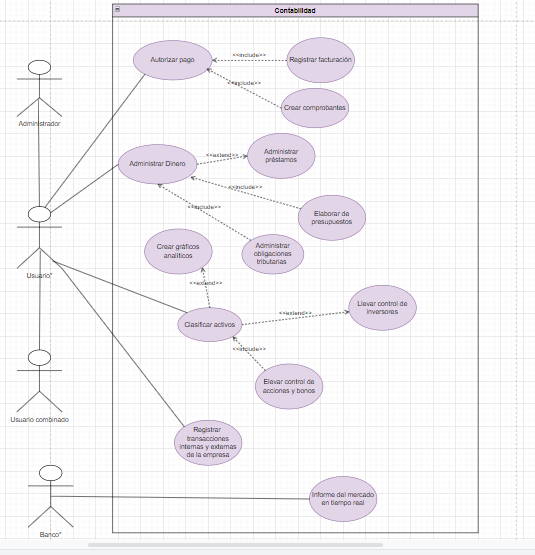 Contabilidad
Autorizar pago
<<include>>
Registrar facturación
<<include>>
Crear comprobantes
Administrador
Administrar Dinero
<<extend>>
Administrar
préstamos
<<include>>
<<include>>
Elaborar de
presupuestos
Crear gráficos
analíticos
Administrar
obligaciones
tributarias
Usuario*
<<extend>>
Llevar control de
inversores
<<extend>>
Clasificar activos
<<include>>
Elevar control de
acciones y bonos
Usuario combinado
Registrar
transacciones
internas y externas
de la empresa
Informe del mercado
en tiempo real
Banco*